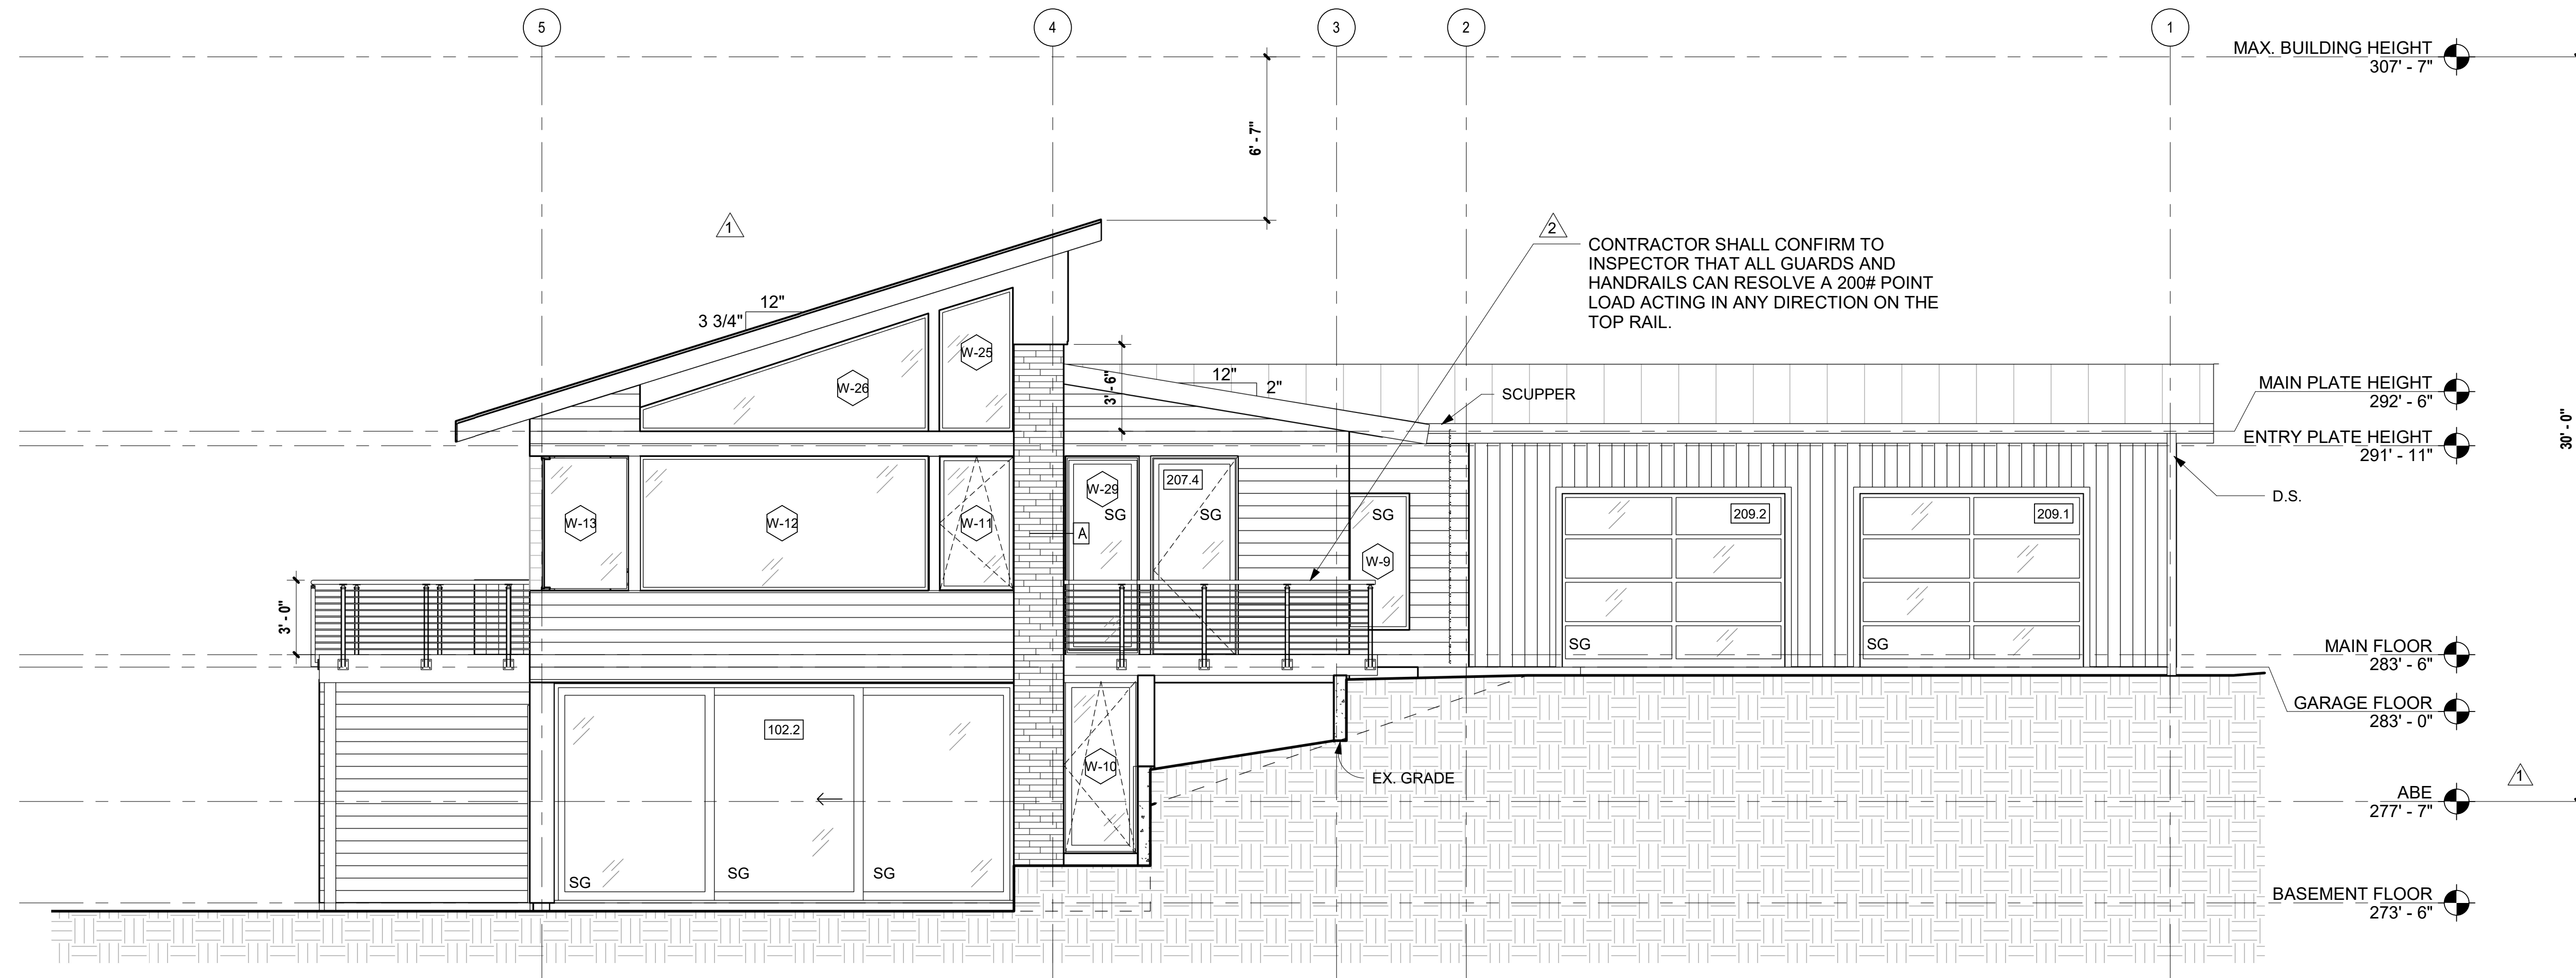 5
4
3
2
1
MAX. BUILDING HEIGHT
307' - 7"
6' - 7"
1
2
CONTRACTOR SHALL CONFIRM TO
INSPECTOR THAT ALL GUARDS AND
HANDRAILS CAN RESOLVE A 200# POINT
LOAD ACTING IN ANY DIRECTION ON THE
TOP RAIL.
12"
3 3/4"
W-25
W-26
3' - 6"
12"
2"
SCUPPER
MAIN PLATE HEIGHT
292' - 6"
ENTRY PLATE HEIGHT
291' - 11"
30' - 0"
W-13
W-12
W-11
A
W-29
SG
207.4
SG
SG
W-9
209.2
SG
209.1
SG
D.S.
3' - 0"
MAIN FLOOR
283' - 6"
GARAGE FLOOR
283' - 0"
102.2
W-10
EX. GRADE
1
ABE
277' - 7"
SG
SG
SG
BASEMENT FLOOR
273' - 6"